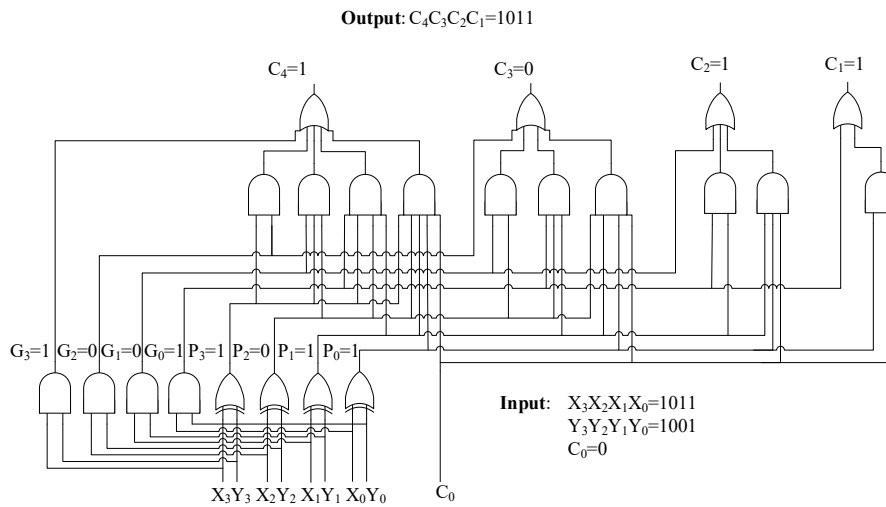 Output: C₄C₃C₂C₁=1011
C₄=1 C₃=0 C₂=1 C₁=1
G₃=1 G₂=0 G₁=0 G₀=1 P₃=1 P₂=0 P₁=1 P₀=1
Input: X₃X₂X₁X₀=1011
Y₃Y₂Y₁Y₀=1001
C₀=0
X₃Y₃ X₂Y₂ X₁Y₁ X₀Y₀ C₀